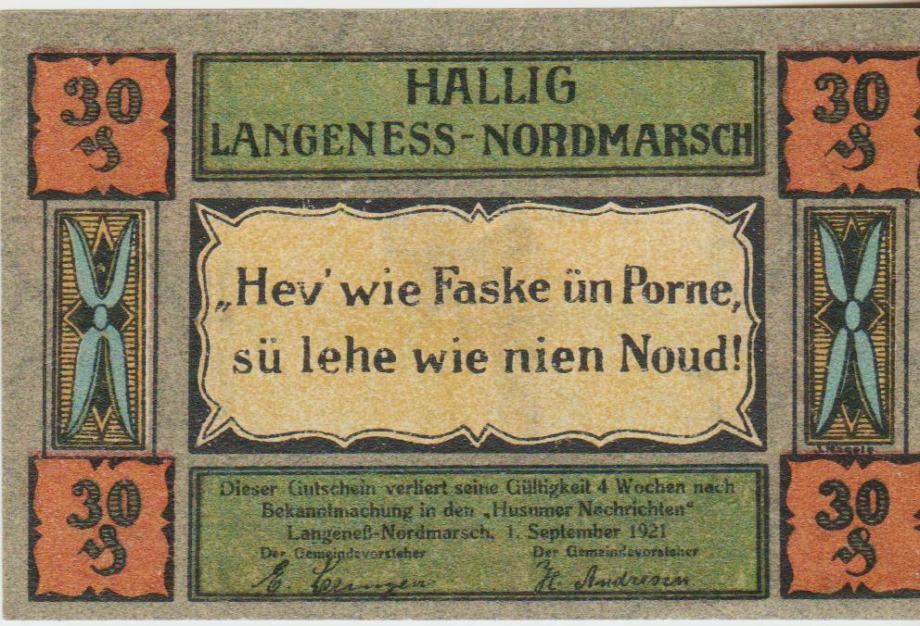 30
30
HALLIG
LANGENESS-NORDMARSCH
„Hev' wie Faske ün Porne,
sü lehe wie nien Noud!
30
30
Dieser Gutschein verliert seine Gültigkeit 4 Wochen nach
Bekanntmachung in den „Husumer Nachrichten“
Langeneß-Nordmarsch, 1. September 1921
Der Gemeindevorsteher
Der Gemeindevorsteher
H. Andresen